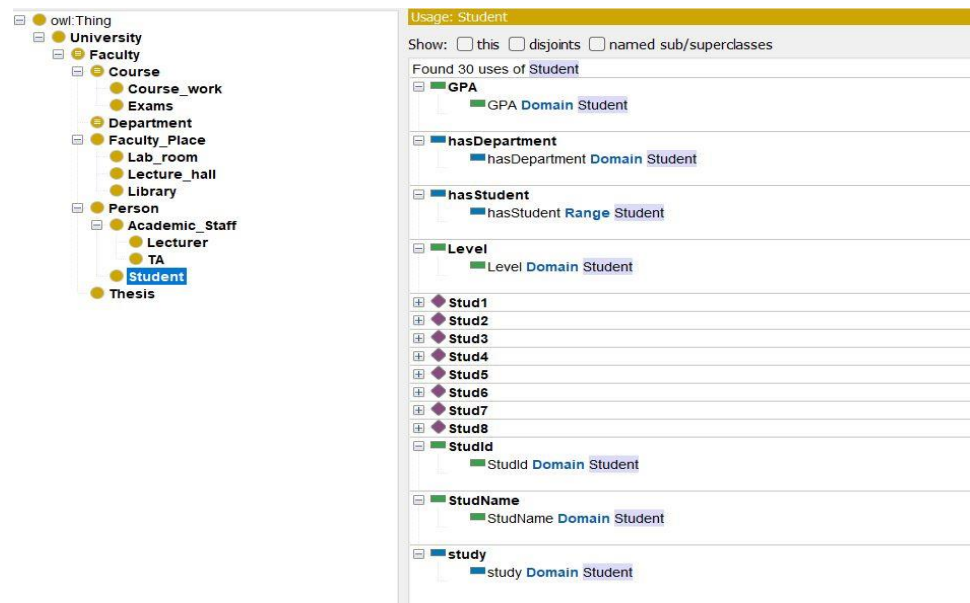 owl:Thing
University
Faculty
Course
Course_work
Exams
Department
Faculty_Place
Lab_room
Lecture_hall
Library
Person
Academic_Staff
Lecturer
TA
Student
Thesis
Usage: Student
Show: this disjoints named sub/superclasses
Found 30 uses of Student
GPA
GPA Domain Student
hasDepartment
hasDepartment Domain Student
hasStudent
hasStudent Range Student
Level
Level Domain Student
Stud1
Stud2
Stud3
Stud4
Stud5
Stud6
Stud7
Stud8
StudId
StudId Domain Student
StudName
StudName Domain Student
study
study Domain Student